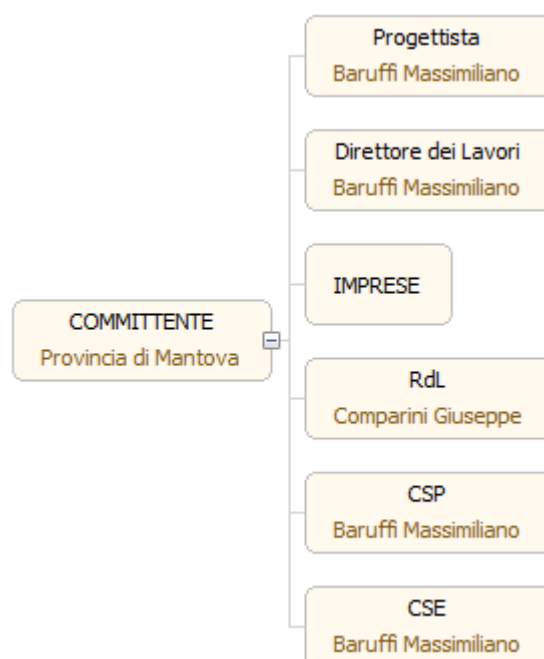 Progettista
Baruffi Massimiliano
Direttore dei Lavori
Baruffi Massimiliano
IMPRESE
COMMITTENTE
Provincia di Mantova
RdL
Comparini Giuseppe
CSP
Baruffi Massimiliano
CSE
Baruffi Massimiliano